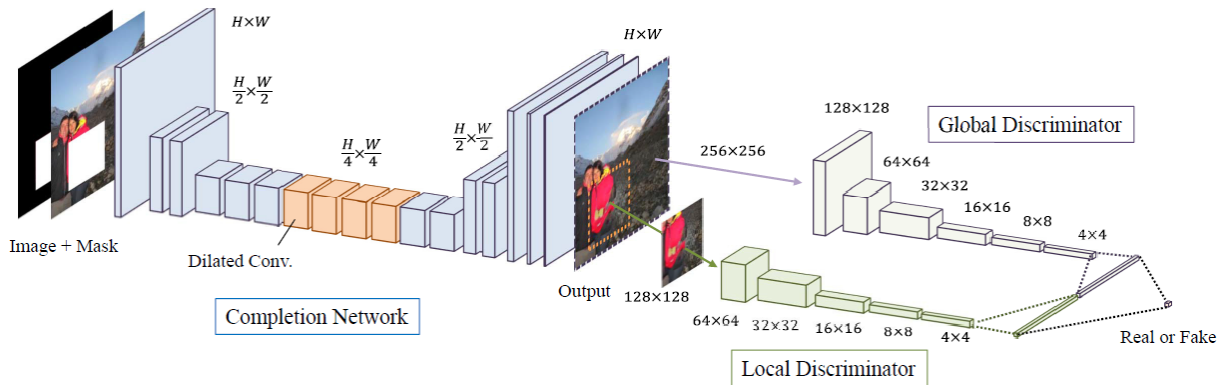 H×W
H/2 × W/2
H/4 × W/4
H/2 × W/2
H×W
Image + Mask
Dilated Conv.
Completion Network
Output
256×256
128×128
Global Discriminator
128×128
64×64
32×32
16×16
8×8
4×4
64×64
32×32
16×16
8×8
4×4
Local Discriminator
Real or Fake